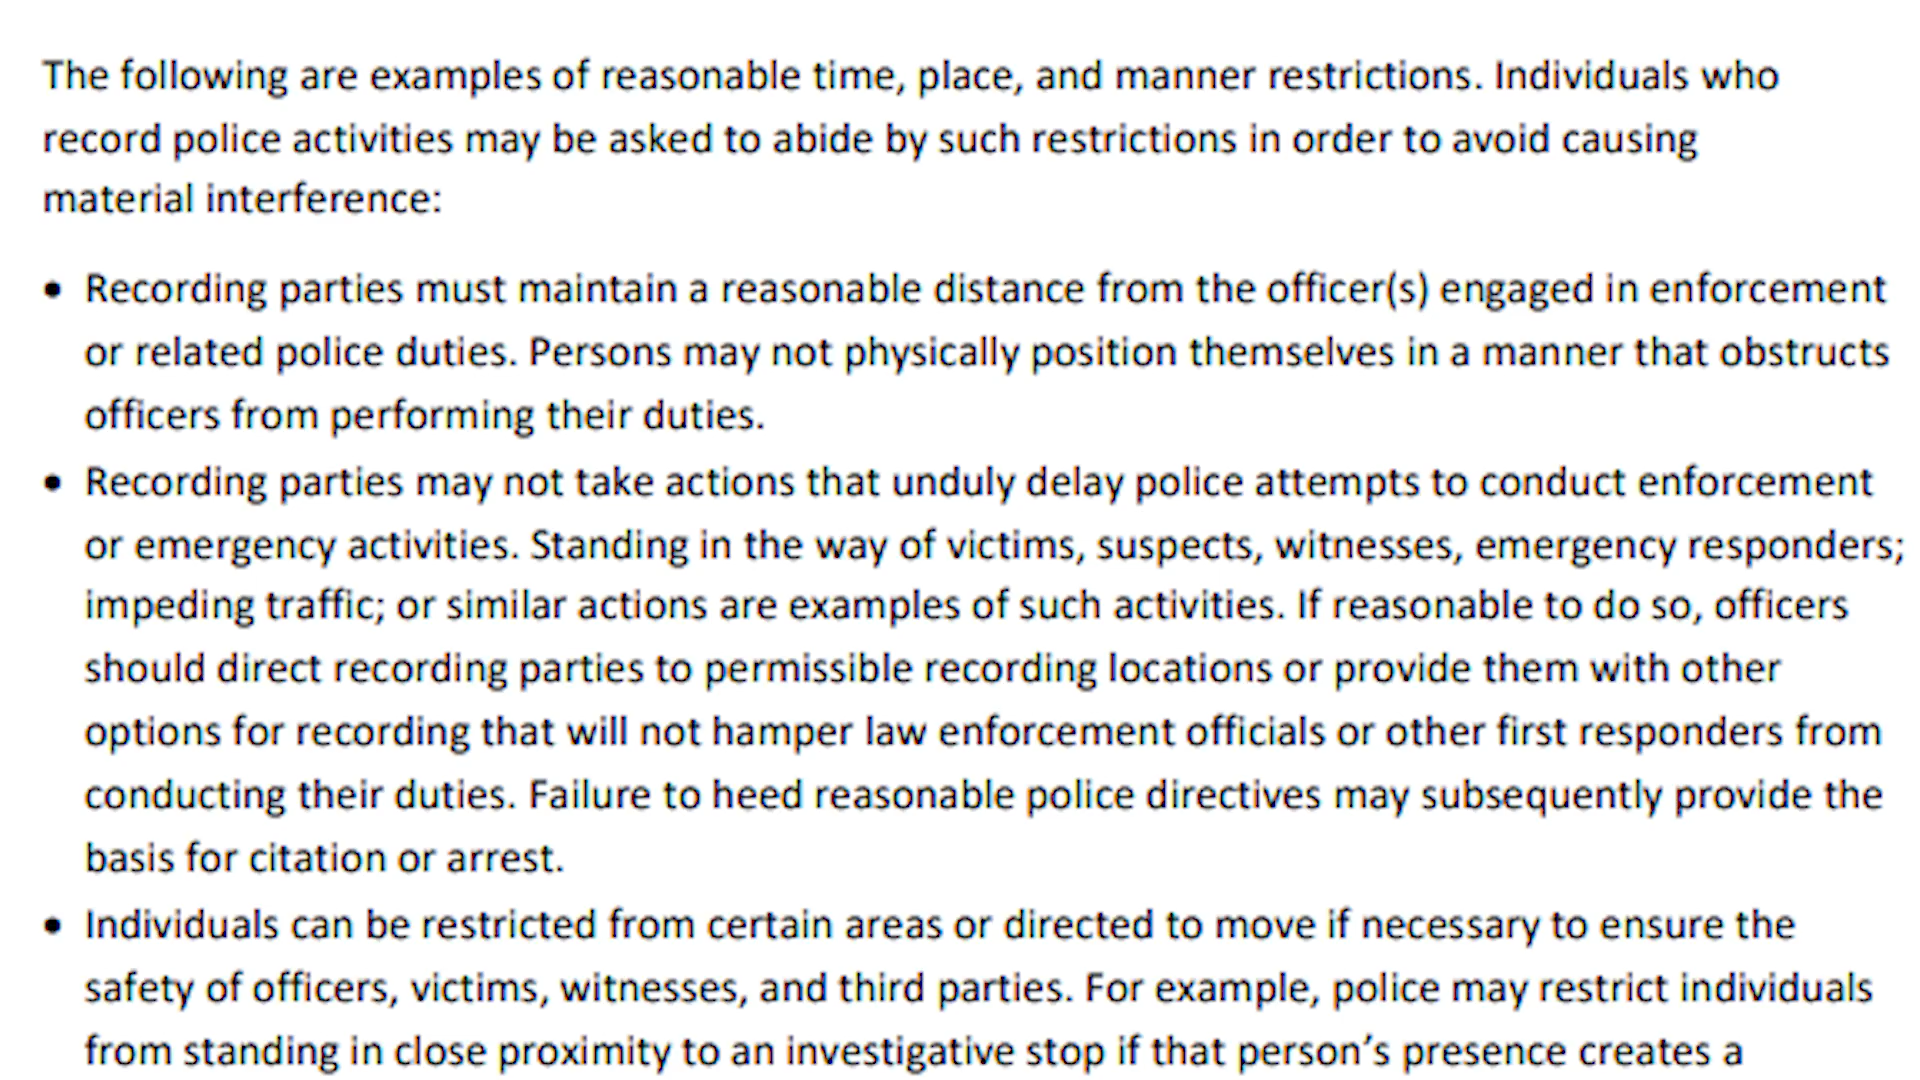 The following are examples of reasonable time, place, and manner restrictions. Individuals who
record police activities may be asked to abide by such restrictions in order to avoid causing
material interference:
• Recording parties must maintain a reasonable distance from the officer(s) engaged in enforcement
or related police duties. Persons may not physically position themselves in a manner that obstructs
officers from performing their duties.
• Recording parties may not take actions that unduly delay police attempts to conduct enforcement
or emergency activities. Standing in the way of victims, suspects, witnesses, emergency responders;
impeding traffic; or similar actions are examples of such activities. If reasonable to do so, officers
should direct recording parties to permissible recording locations or provide them with other
options for recording that will not hamper law enforcement officials or other first responders from
conducting their duties. Failure to heed reasonable police directives may subsequently provide the
basis for citation or arrest.
• Individuals can be restricted from certain areas or directed to move if necessary to ensure the
safety of officers, victims, witnesses, and third parties. For example, police may restrict individuals
from standing in close proximity to an investigative stop if that person’s presence creates a